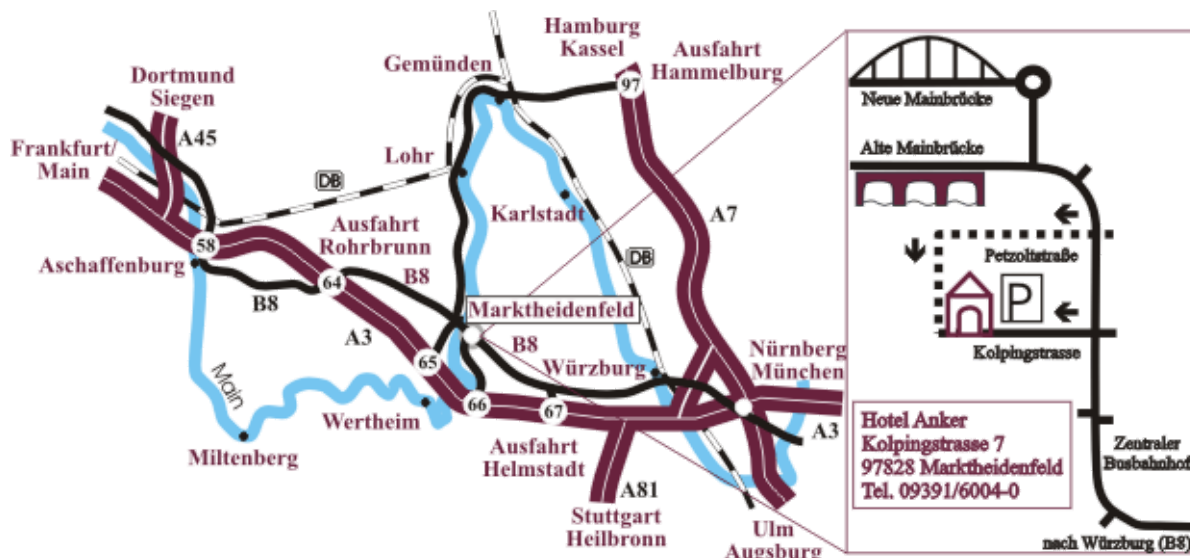 Hamburg
Kassel
Ausfahrt
Hammelburg
Gemünden
97
Dortmund
Siegen
A45
Frankfurt/
Main
Lohr
DB
Karlstadt
A7
Ausfahrt
Rohrbrunn
58
Aschaffenburg
64
B8
B8
DB
Marktheidenfeld
A3
B8
65
Würzburg
Nürnberg
München
Main
Wertheim
66
67
A3
Miltenberg
Ausfahrt
Helmstadt
A81
Stuttgart
Heilbronn
Ulm
Augsburg
Neue Mainbrücke
Alte Mainbrücke
Petzoltstraße
P
Kolpingstrasse
Hotel Anker
Kolpingstrasse 7
97828 Marktheidenfeld
Tel. 09391/6004-0
Zentraler
Busbahnhof
nach Würzburg (B8)